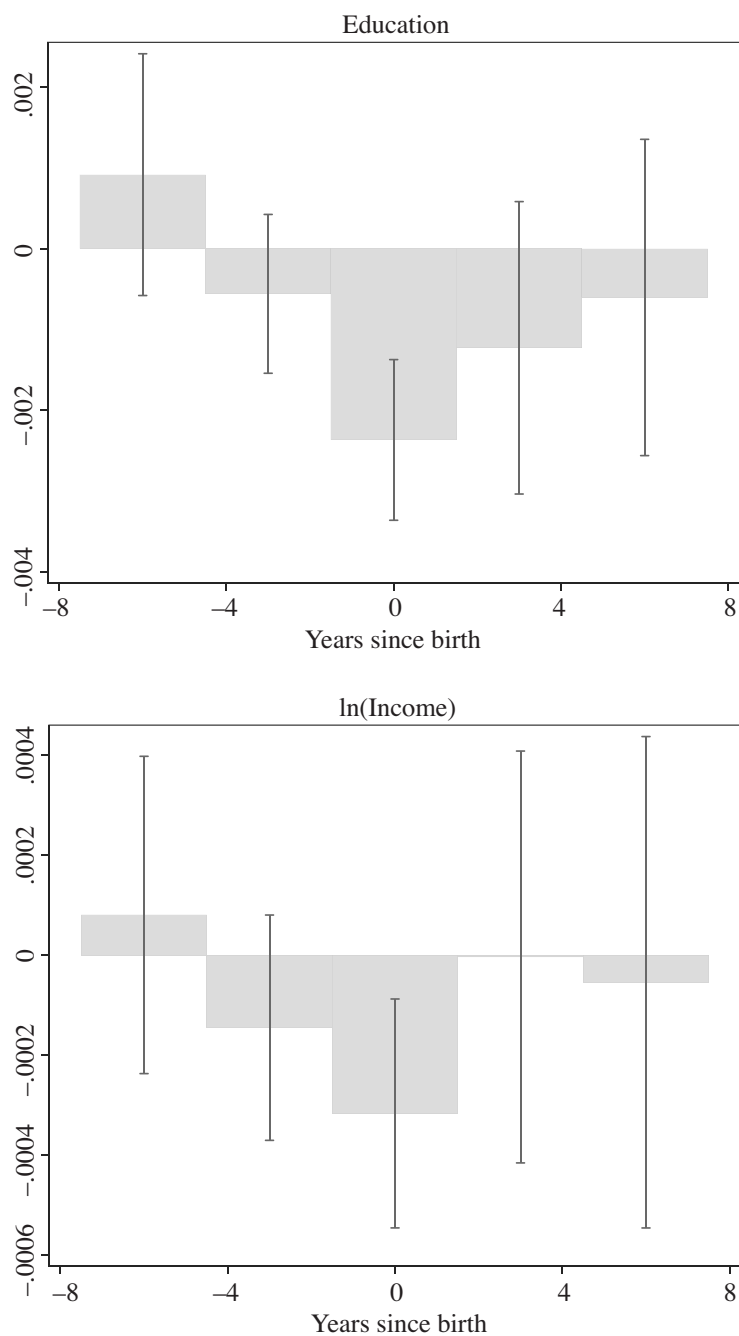 Education
.002
0
–.002
–.004
–8 –4 0 4 8
Years since birth
ln(Income)
.0004
.0002
0
–.0002
–.0004
–.0006
–8 –4 0 4 8
Years since birth